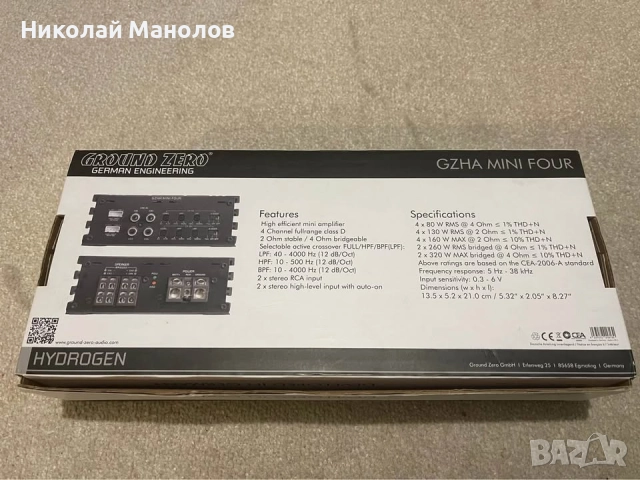 Николай Манолов
GROUND ZERO
GERMAN ENGINEERING
GZHA MINI FOUR
Features
High efficient mini amplifier
4 Channel fullrange class D
2 Ohm stable / 4 Ohm bridgeable
Selectable active crossover FULL/HPF/BPF(LPF):
LPF: 40 - 4000 Hz (12 dB/Oct)
HPF: 10 - 500 Hz (12 dB/Oct)
BPF: 10 - 4000 Hz (12 dB/Oct)
2 x stereo RCA input
2 x stereo high-level input with auto-on
Specifications
4 x 80 W RMS @ 4 Ohm ≤ 1% THD+N
4 x 130 W RMS @ 2 Ohm ≤ 1% THD+N
4 x 160 W MAX @ 2 Ohm ≤ 10% THD+N
2 x 260 W RMS bridged @ 4 Ohm ≤ 1% THD+N
2 x 320 W MAX bridged @ 4 Ohm ≤ 10% THD+N
Above ratings are based on the CEA-2006-A standard
Frequency response: 5 Hz - 38 kHz
Input sensitivity: 0.3 - 6 V
Dimensions (w x h x l):
13.5 x 5.2 x 21.0 cm / 5.32" x 2.05" x 8.27"
www.ground-zero-audio.com
CE
CEA
HYDROGEN
Ground Zero GmbH | Erlenweg 25 | 85658 Egmating | Germany
BAZAR